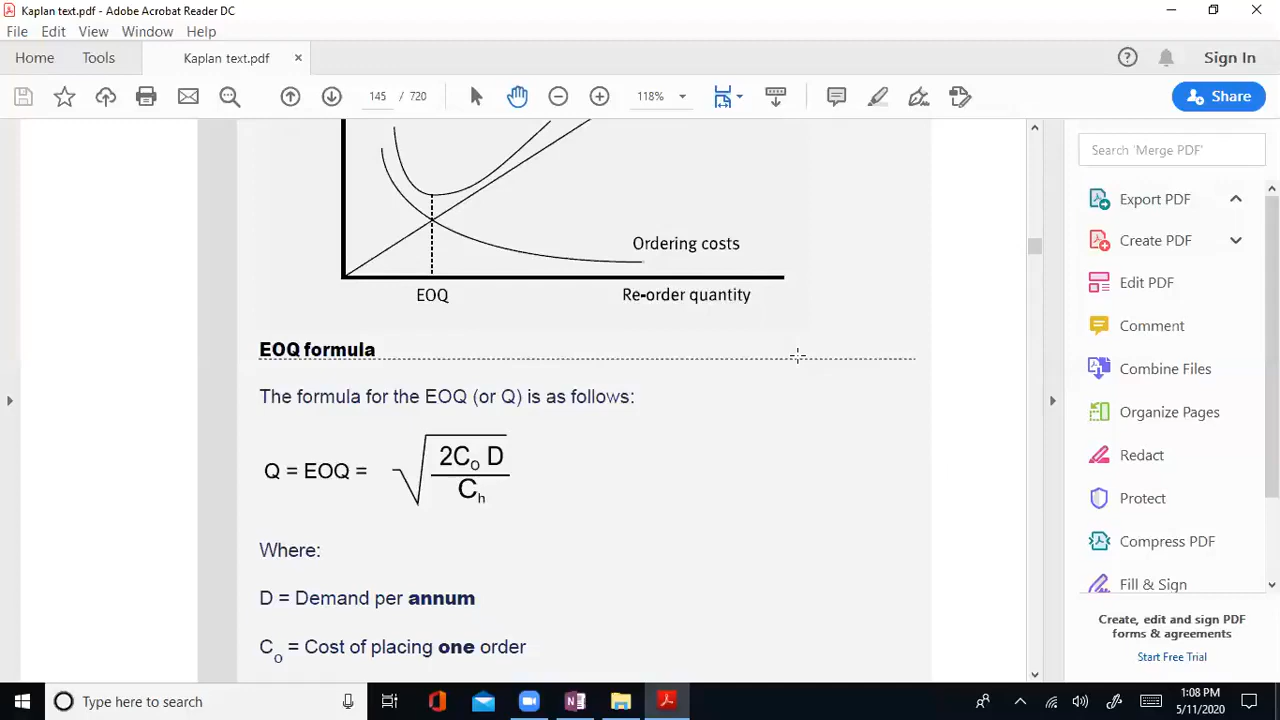 Kaplan text.pdf - Adobe Acrobat Reader DC
File Edit View Window Help
Home Tools Kaplan text.pdf × Sign In
145 / 720 118% Share
Ordering costs
EOQ Re-order quantity
EOQ formula
The formula for the EOQ (or Q) is as follows:
Q = EOQ = √(2Co D / Ch)
Where:
D = Demand per annum
Co = Cost of placing one order
Search 'Merge PDF'
Export PDF
Create PDF
Edit PDF
Comment
Combine Files
Organize Pages
Redact
Protect
Compress PDF
Fill & Sign
Create, edit and sign PDF
forms & agreements
Start Free Trial
Type here to search
1:08 PM
5/11/2020